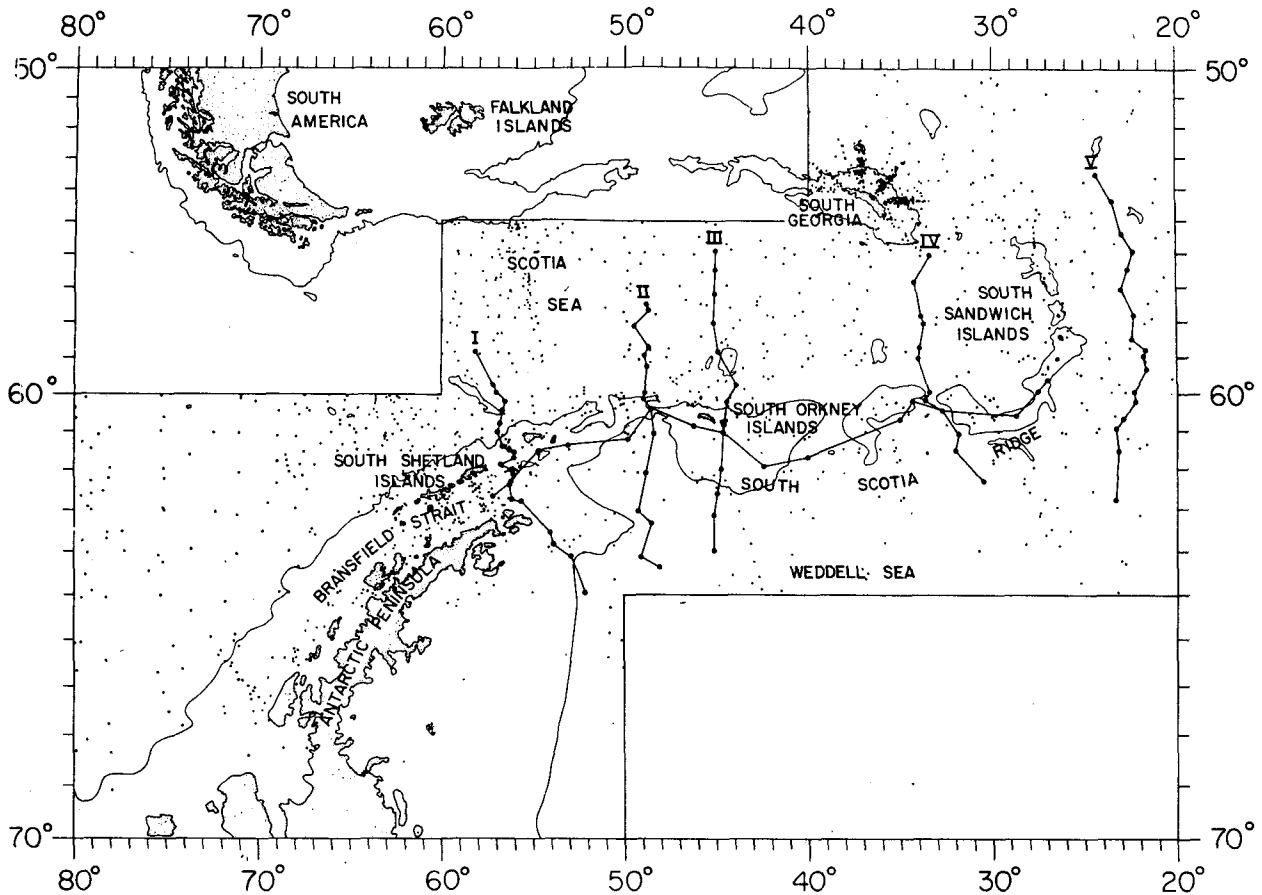 80° 70° 60° 50° 40° 30° 20°
50° 50°
SOUTH
AMERICA
FALKLAND
ISLANDS
V
SOUTH
GEORGIA
III
IV
SCOTIA
SEA
II
SOUTH
SANDWICH
ISLANDS
I
60° 60°
SOUTH ORKNEY
ISLANDS
RIDGE
SOUTH SHETLAND
ISLANDS
SOUTH SCOTIA
BRANSFIELD STRAIT
WEDDELL SEA
ANTARCTIC PENINSULA
70° 70°
80° 70° 60° 50° 40° 30° 20°